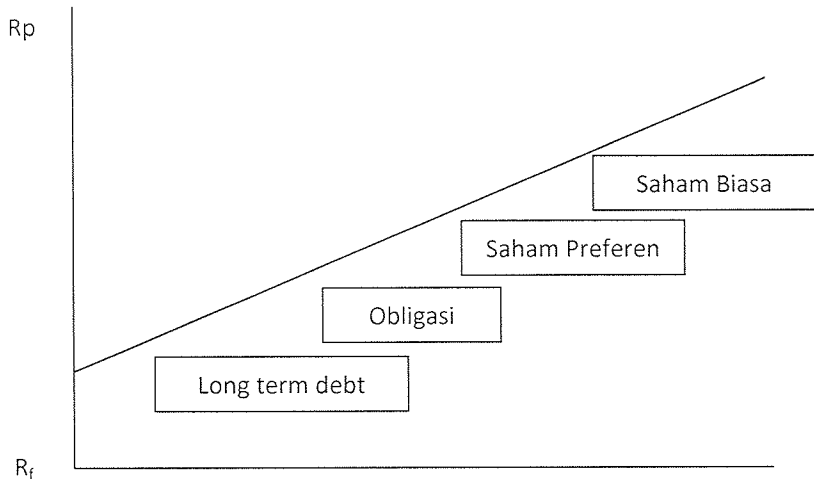 Rp
Saham Biasa
Saham Preferen
Obligasi
Long term debt
Rf